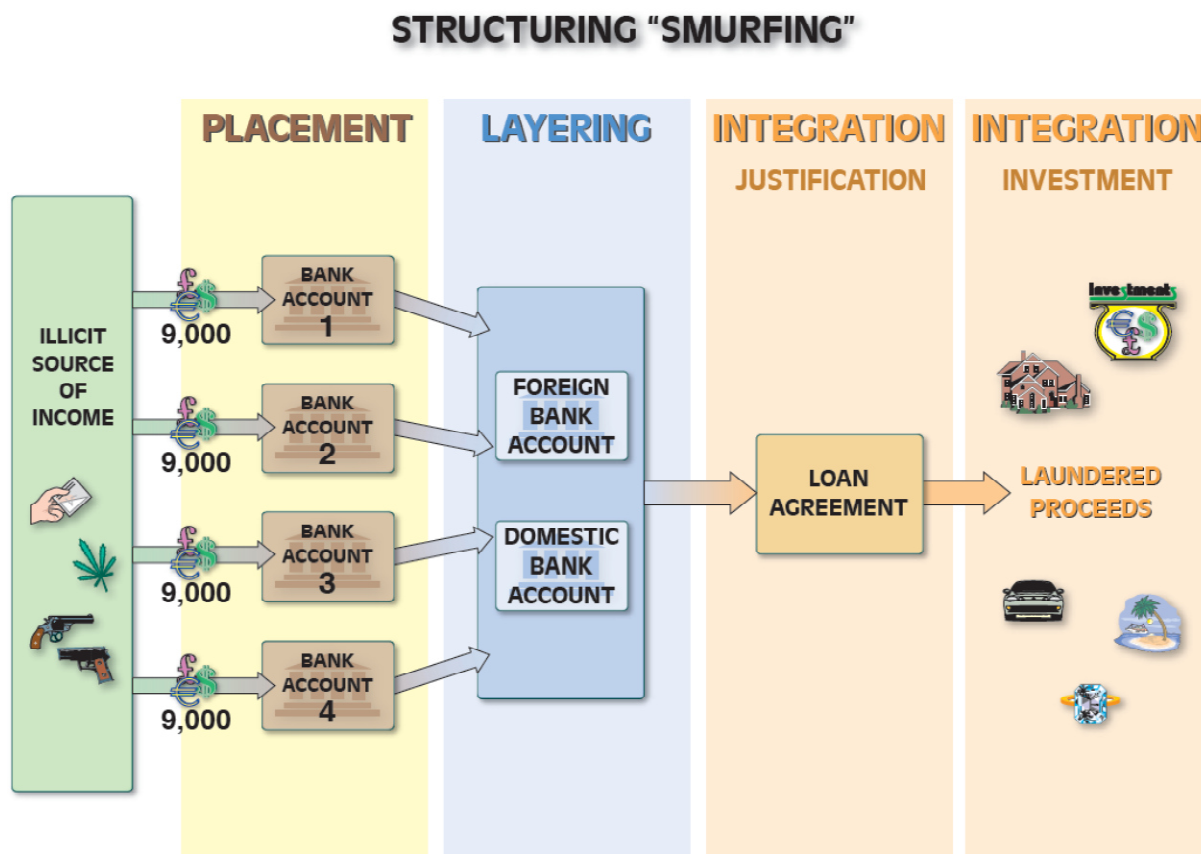 STRUCTURING “SMURFING”
PLACEMENT
LAYERING
INTEGRATION
JUSTIFICATION
INTEGRATION
INVESTMENT
ILLICIT
SOURCE
OF
INCOME
£
€$
9,000
BANK
ACCOUNT
1
£
€$
9,000
BANK
ACCOUNT
2
£
€$
9,000
BANK
ACCOUNT
3
£
€$
9,000
BANK
ACCOUNT
4
FOREIGN
BANK
ACCOUNT
DOMESTIC
BANK
ACCOUNT
LOAN
AGREEMENT
Investments
€$
£
LAUNDERED
PROCEEDS